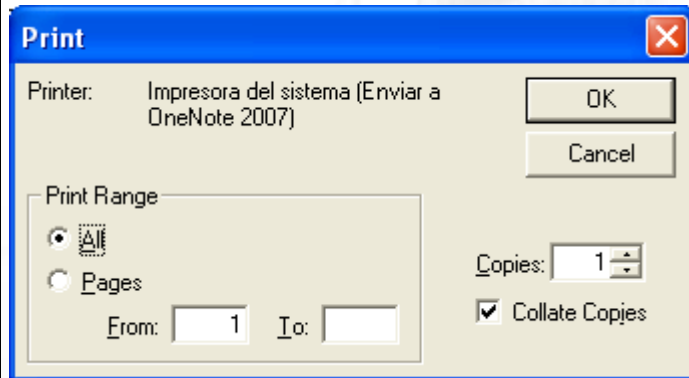 Print
Printer: Impresora del sistema (Enviar a
OneNote 2007)
OK
Cancel
Print Range
All
Pages
From: 1 To:
Copies: 1
Collate Copies